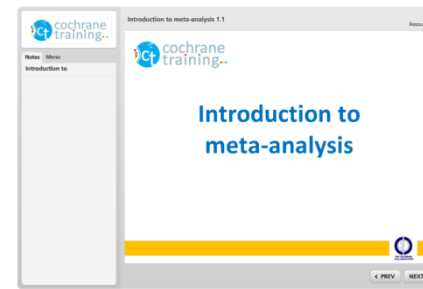 cochrane
training..
Notes Menu
Introduction to
Introduction to meta-analysis 1.1
Resou
cochrane
training..
Introduction to
meta-analysis
< PREV
NEXT